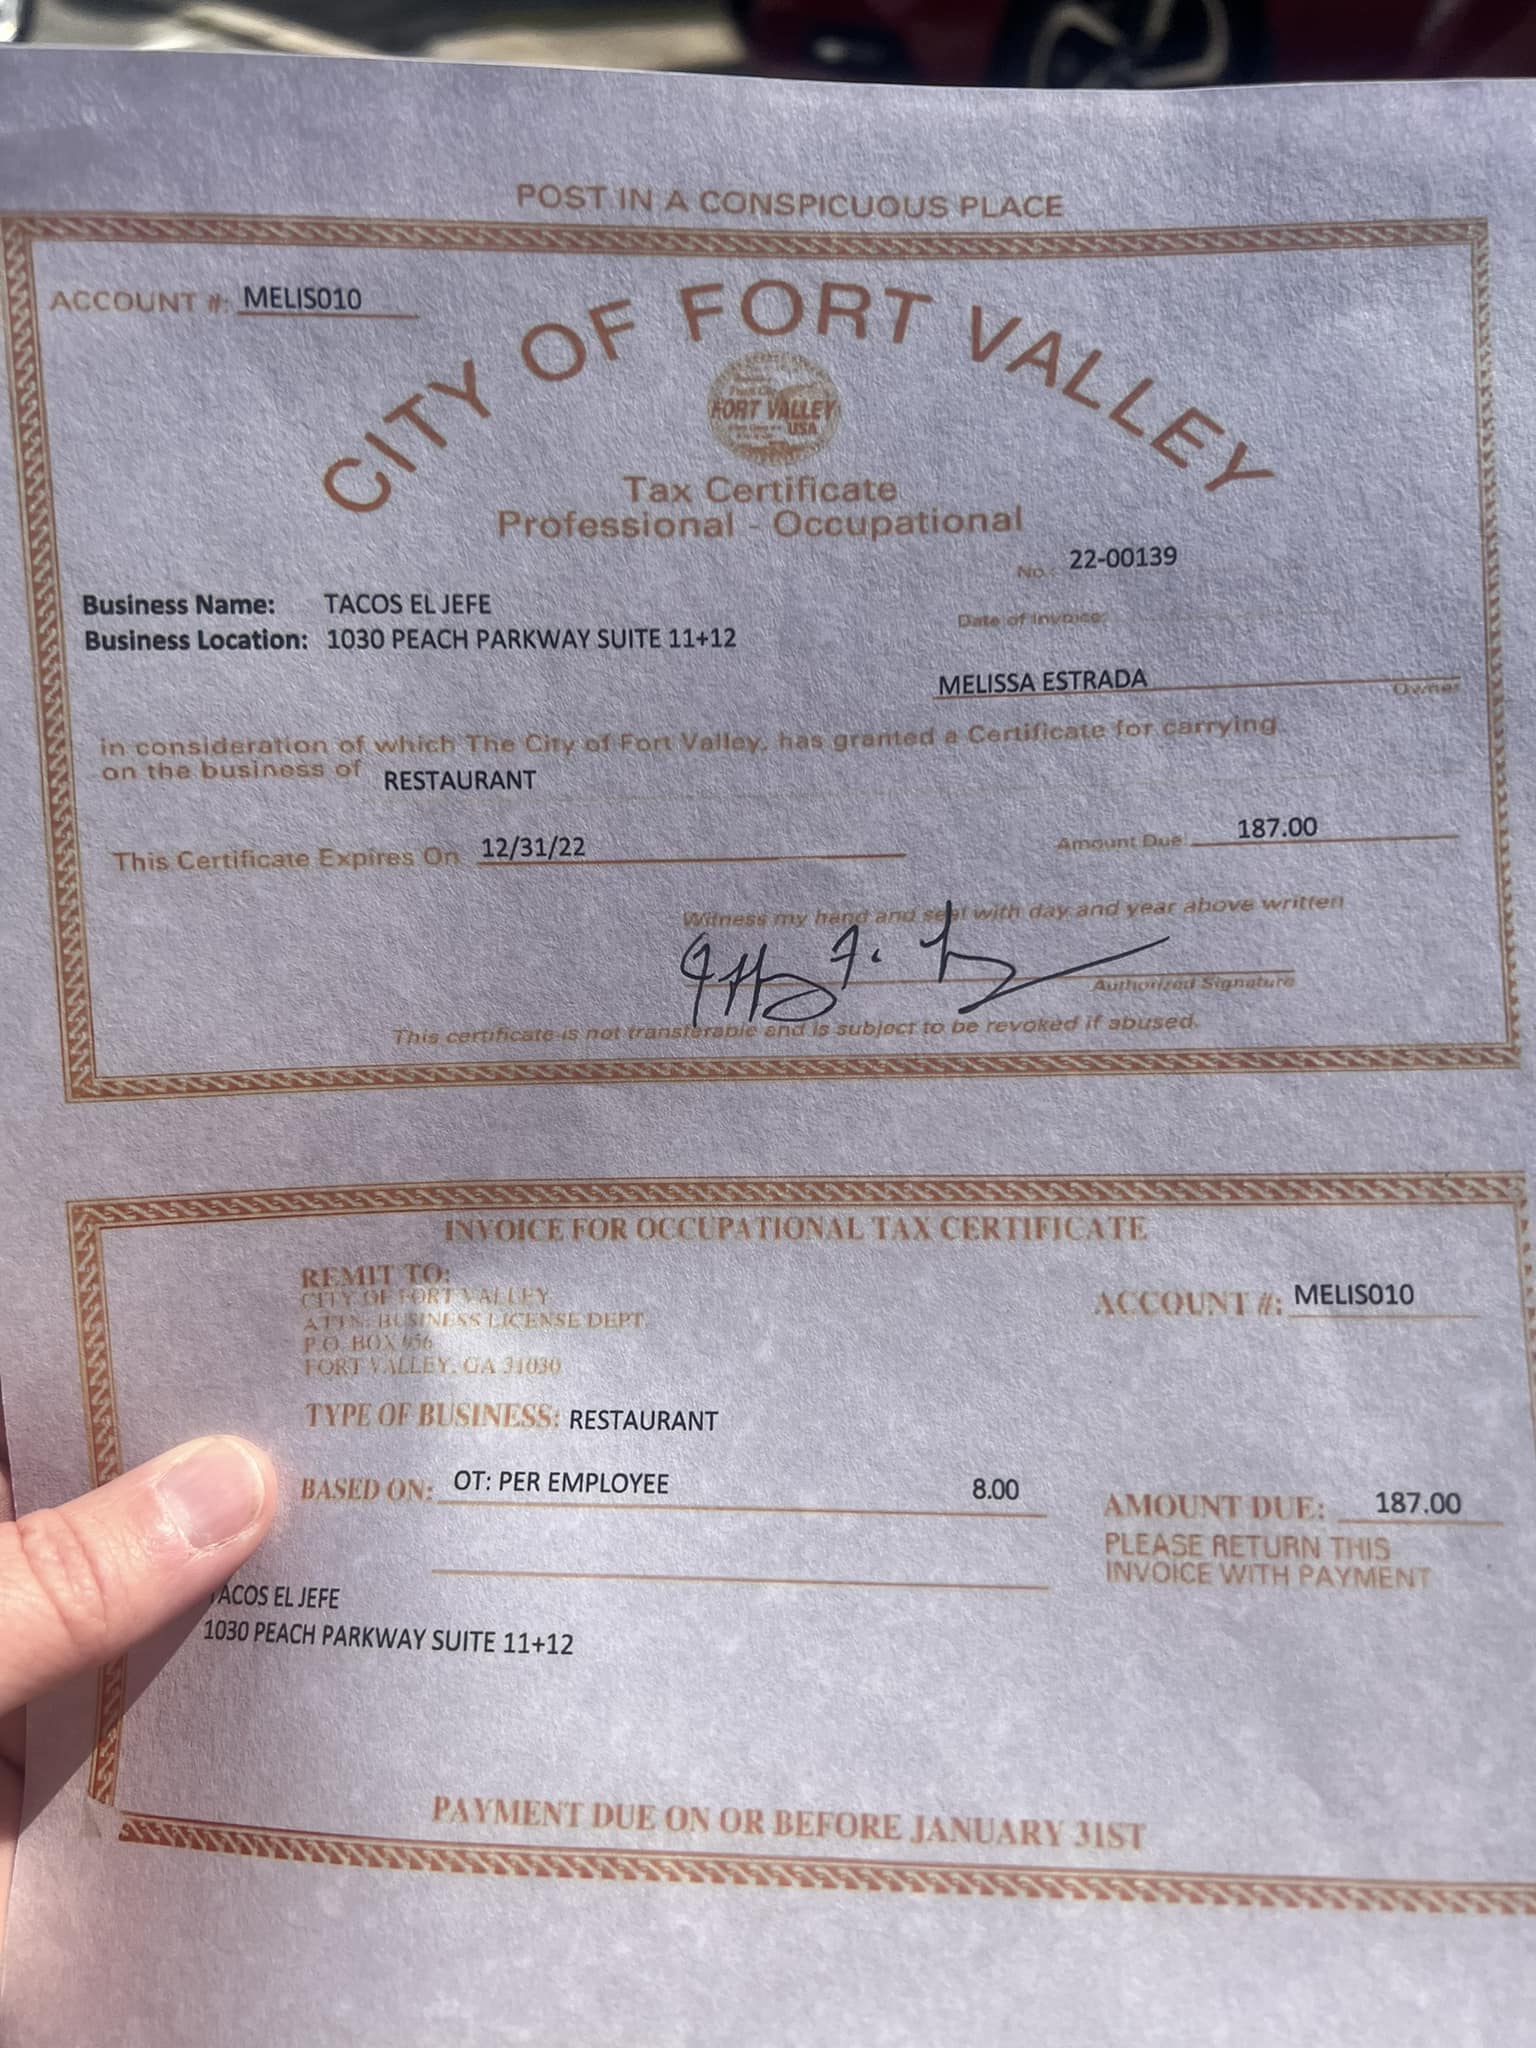 POST IN A CONSPICUOUS PLACE
ACCOUNT #: MELIS010
CITY OF FORT VALLEY
FORT VALLEY
USA
Tax Certificate
Professional - Occupational
No.: 22-00139
Business Name: TACOS EL JEFE
Date of Invoice:
Business Location: 1030 PEACH PARKWAY SUITE 11+12
MELISSA ESTRADA
Owner
in consideration of which The City of Fort Valley, has granted a Certificate for carrying
on the business of RESTAURANT
This Certificate Expires On 12/31/22
Amount Due: 187.00
Witness my hand and seal with day and year above written
Authorized Signature
This certificate is not transferable and is subject to be revoked if abused.
INVOICE FOR OCCUPATIONAL TAX CERTIFICATE
REMIT TO:
CITY OF FORT VALLEY
ATTN: BUSINESS LICENSE DEPT.
P.O. BOX 956
FORT VALLEY, GA 31030
ACCOUNT #: MELIS010
TYPE OF BUSINESS: RESTAURANT
BASED ON: OT: PER EMPLOYEE 8.00
AMOUNT DUE: 187.00
PLEASE RETURN THIS
INVOICE WITH PAYMENT
TACOS EL JEFE
1030 PEACH PARKWAY SUITE 11+12
PAYMENT DUE ON OR BEFORE JANUARY 31ST